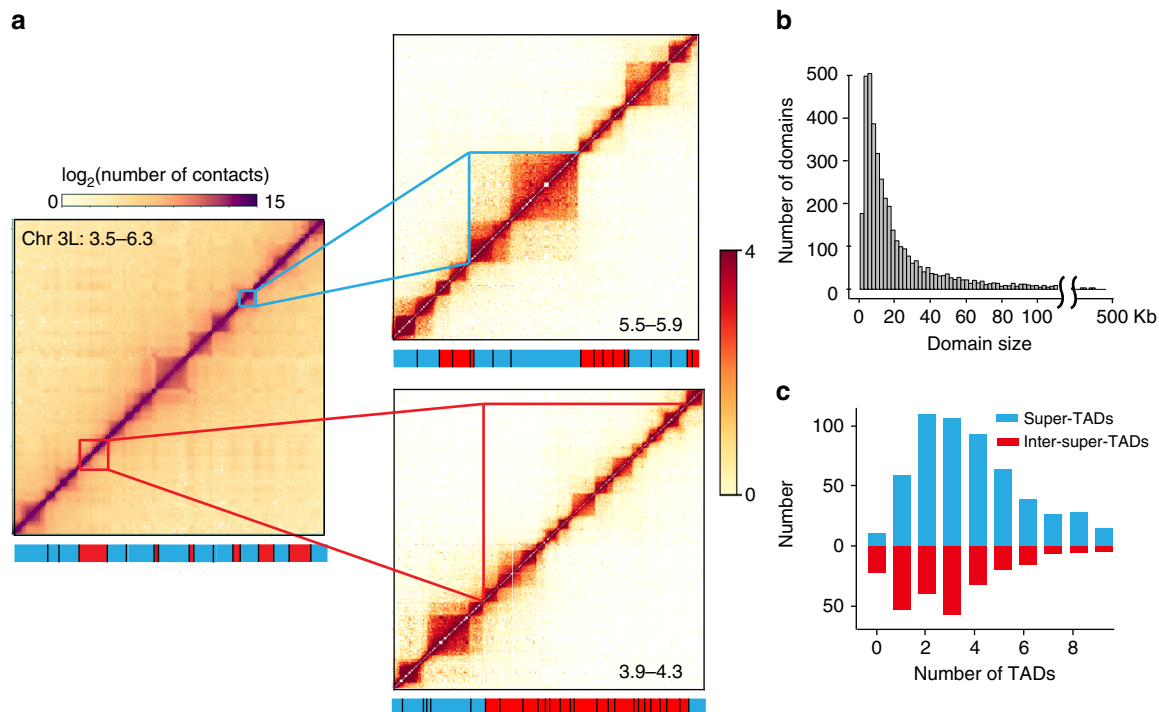 a
log2(number of contacts)
0 15
Chr 3L: 3.5–6.3
5.5–5.9
4
0
3.9–4.3
b
Number of domains
500
400
300
200
100
0
0 20 40 60 80 100 500 Kb
Domain size
c
Super-TADs
Inter-super-TADs
Number
100
50
0
50
0 2 4 6 8
Number of TADs